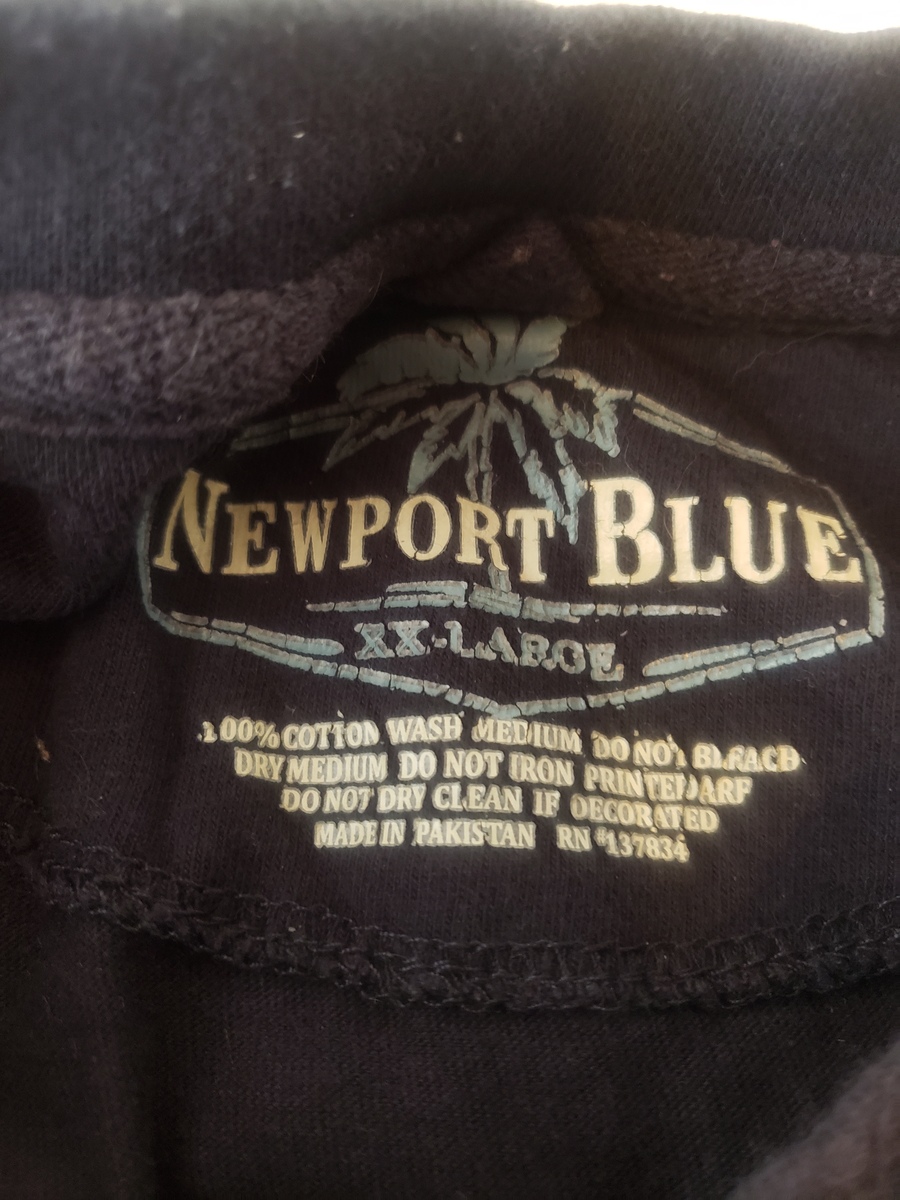 NEWPORT BLUE
XX-LARGE
100% COTTON WASH MEDIUM DO NOT BLEACH
DRY MEDIUM DO NOT IRON PRINTED ARE
DO NOT DRY CLEAN IF DECORATED
MADE IN PAKISTAN RN #137834